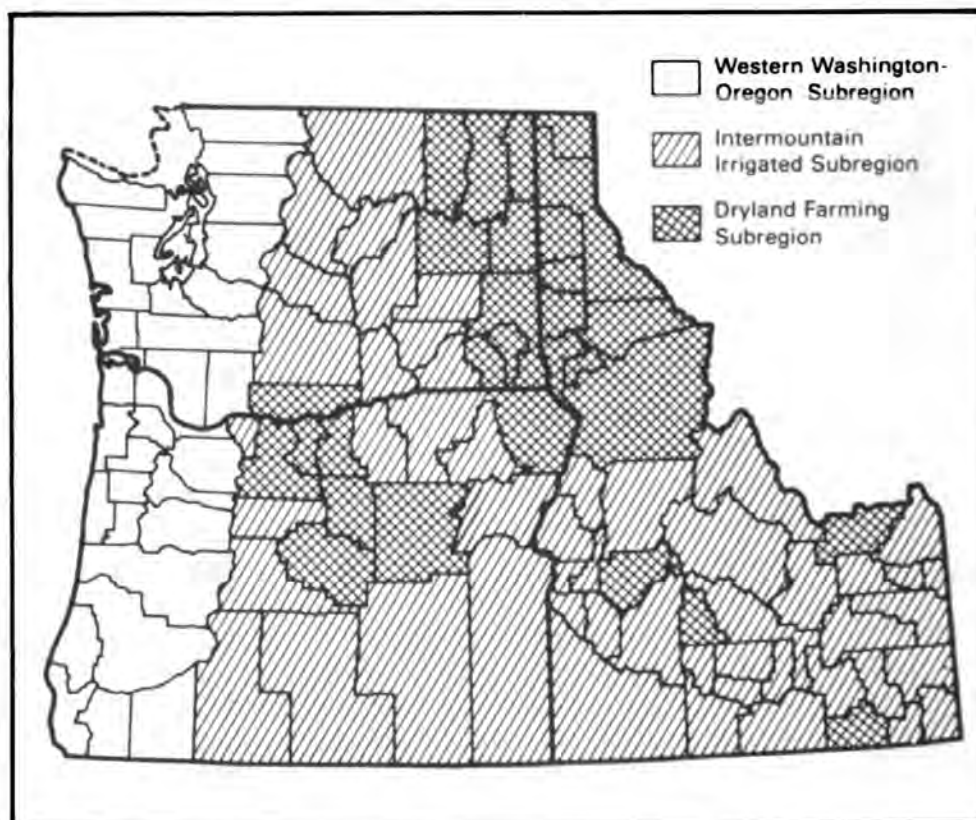 Western Washington-
Oregon Subregion
Intermountain
Irrigated Subregion
Dryland Farming
Subregion